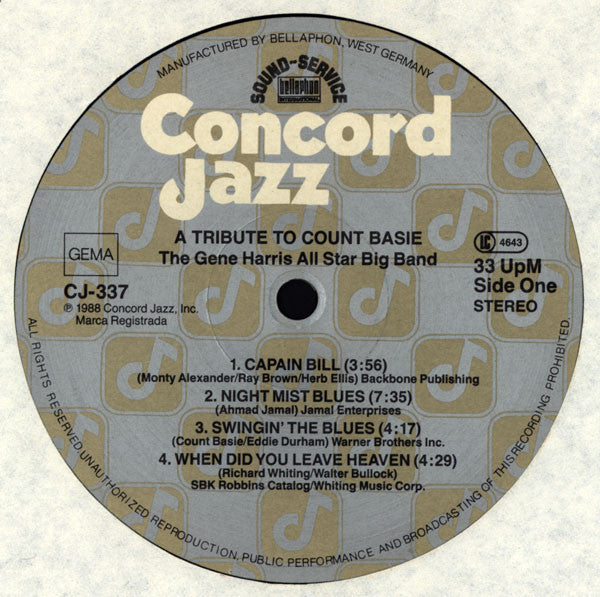 MANUFACTURED BY BELLAPHON, WEST GERMANY
SOUND-SERVICE
bellaphon
INTERNATIONAL
Concord
Jazz
A TRIBUTE TO COUNT BASIE
The Gene Harris All Star Big Band
GEMA
CJ-337
℗ 1988 Concord Jazz, Inc.
Marca Registrada
LC 4643
33 UpM
Side One
STEREO
1. CAPAIN BILL (3:56)
(Monty Alexander/Ray Brown/Herb Ellis) Backbone Publishing
2. NIGHT MIST BLUES (7:35)
(Ahmad Jamal) Jamal Enterprises
3. SWINGIN' THE BLUES (4:17)
(Count Basie/Eddie Durham) Warner Brothers Inc.
4. WHEN DID YOU LEAVE HEAVEN (4:29)
(Richard Whiting/Walter Bullock)
SBK Robbins Catalog/Whiting Music Corp.
ALL RIGHTS RESERVED. UNAUTHORIZED REPRODUCTION, PUBLIC PERFORMANCE AND BROADCASTING OF THIS RECORDING PROHIBITED.